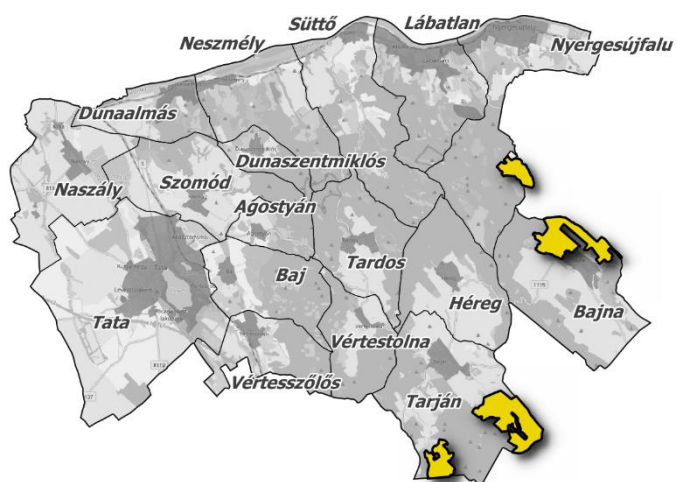 Süttő
Lábatlan
Neszmély
Nyergesújfalu
Dunaalmás
Dunaszentmiklós
Naszály
Szomód
Agostyán
Baj
Tardos
Héreg
Bajna
Tata
Vértestolna
Vértesszőlős
Tarján